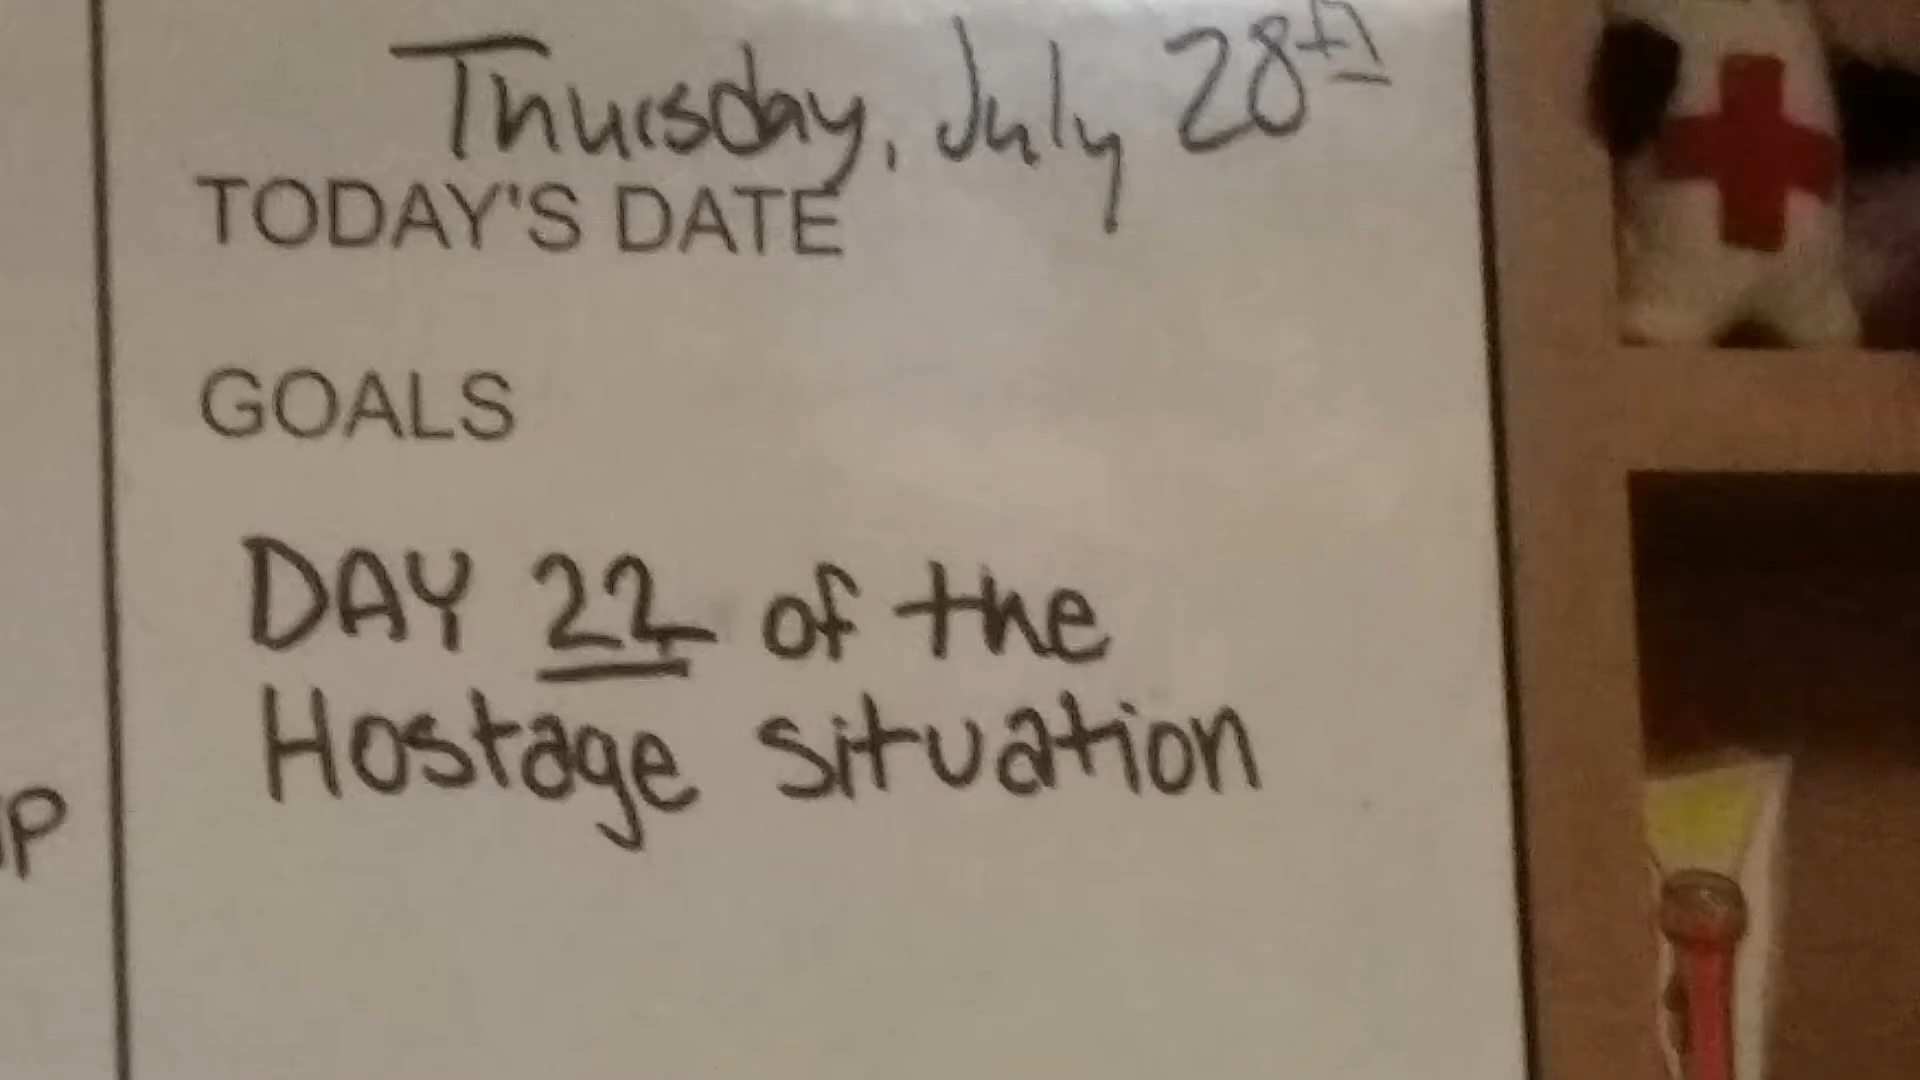 Thursday, July 28th
TODAY'S DATE
GOALS
DAY 22 of the
Hostage situation